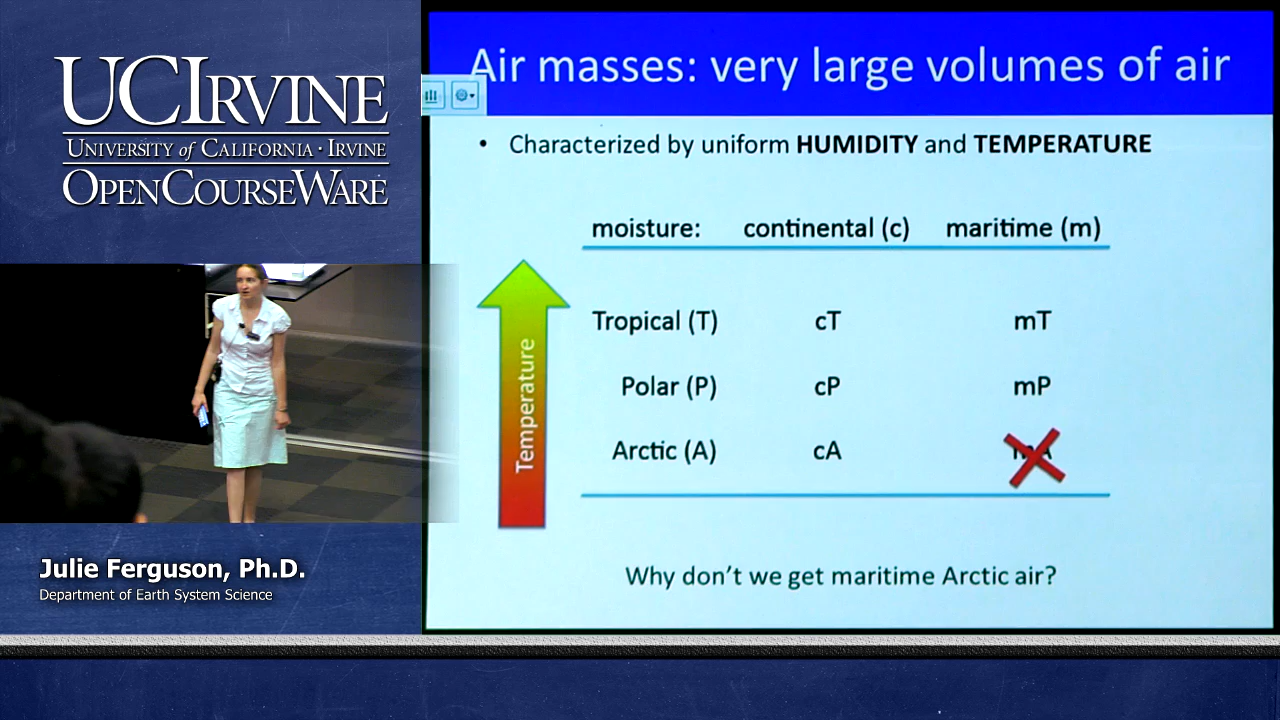 UCIRVINE
UNIVERSITY of CALIFORNIA · IRVINE
OPENCOURSEWARE
Air masses: very large volumes of air
• Characterized by uniform HUMIDITY and TEMPERATURE
moisture: continental (c) maritime (m)
Tropical (T) cT mT
Polar (P) cP mP
Arctic (A) cA
Temperature
Why don't we get maritime Arctic air?
Julie Ferguson, Ph.D.
Department of Earth System Science